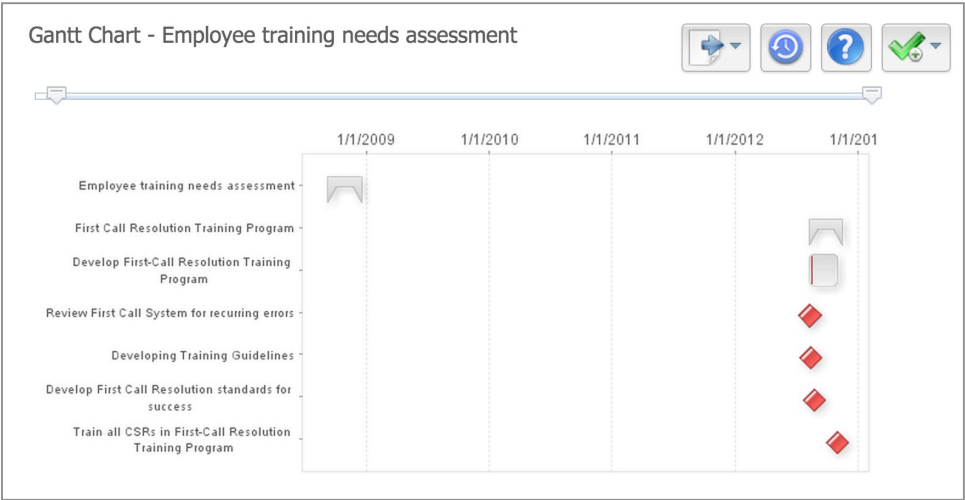 Gantt Chart - Employee training needs assessment
?
1/1/2009 1/1/2010 1/1/2011 1/1/2012 1/1/201
Employee training needs assessment
First Call Resolution Training Program
Develop First-Call Resolution Training
Program
Review First Call System for recurring errors
Developing Training Guidelines
Develop First Call Resolution standards for
success
Train all CSRs in First-Call Resolution
Training Program